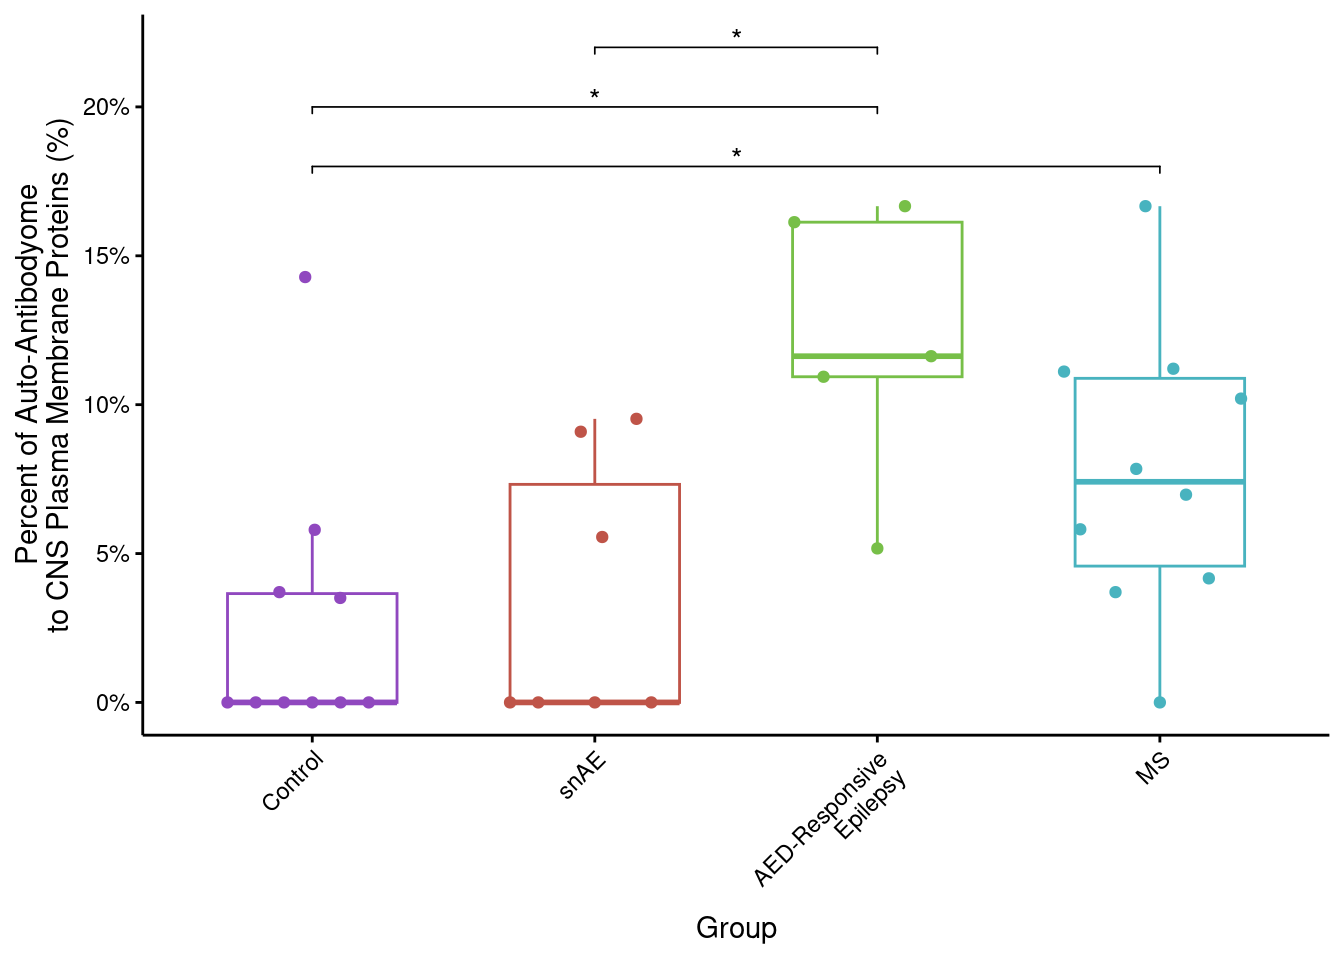 *
*
*
20%
15%
10%
5%
0%
Percent of Auto-Antibodyome
to CNS Plasma Membrane Proteins (%)
Control
snAE
AED-Responsive
Epilepsy
MS
Group